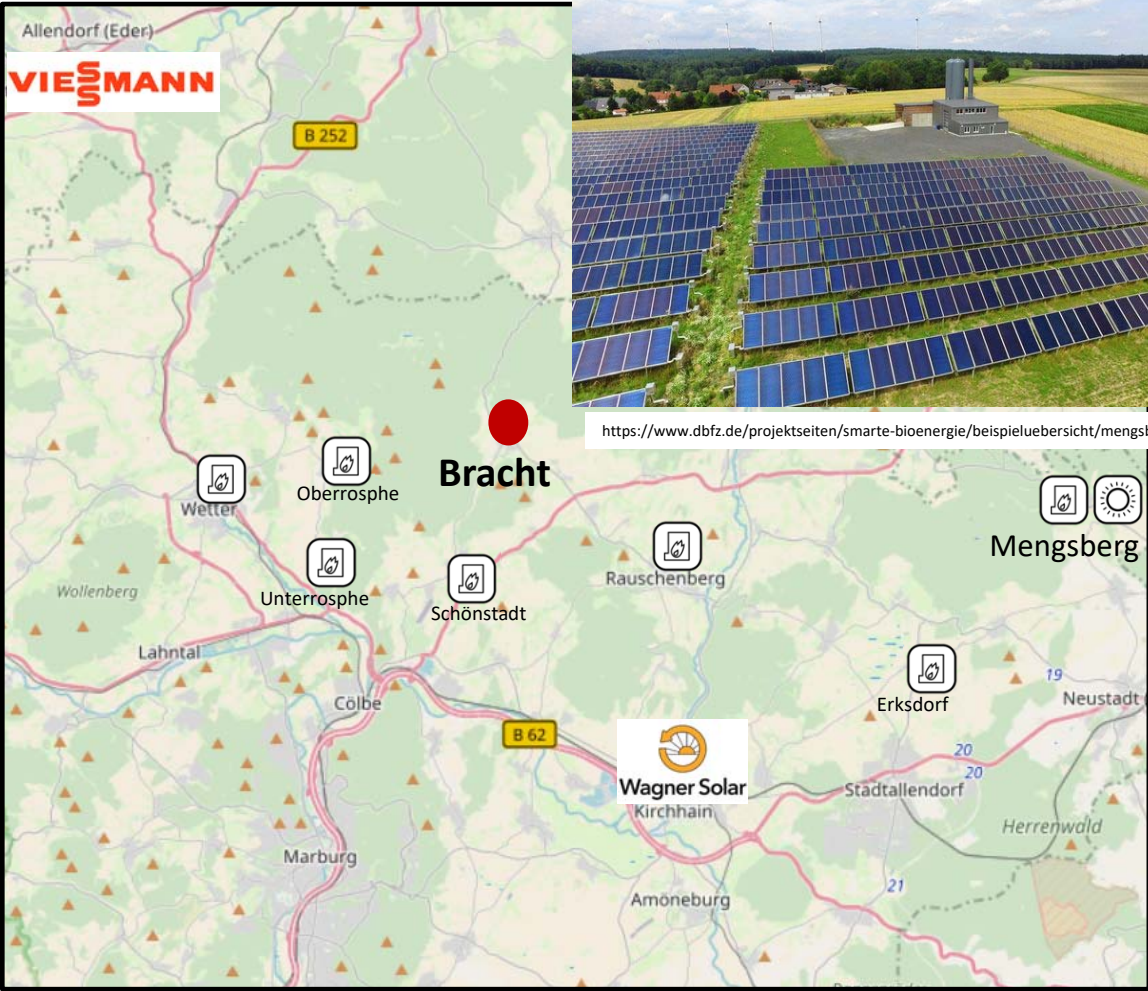 Allendorf (Eder)
VIESSMANN
B 252
https://www.dbfz.de/projektseiten/smarte-bioenergie/beispieluebersicht/mengsb
Bracht
Oberrosphe
Wetter
Mengsberg
Rauschenberg
Unterrosphe
Wollenberg
Schönstadt
Lahntal
19
Erksdorf
Neustadt
Cölbe
B 62
20
20
Wagner Solar
Stadtallendorf
Kirchhain
Herrenwald
Marburg
21
Amöneburg